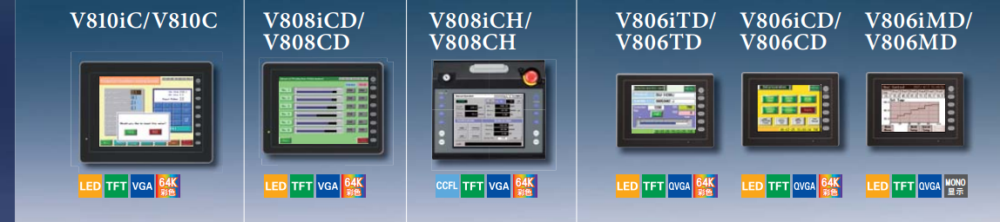 V810iC/V810C
V808iCD/
V808CD
V808iCH/
V808CH
V806iTD/
V806TD
V806iCD/
V806CD
V806iMD/
V806MD
LED TFT VGA 64K
彩色
LED TFT VGA 64K
彩色
CCFL TFT VGA 64K
彩色
LED TFT QVGA 64K
彩色
LED TFT QVGA 64K
彩色
LED TFT QVGA MONO
显示